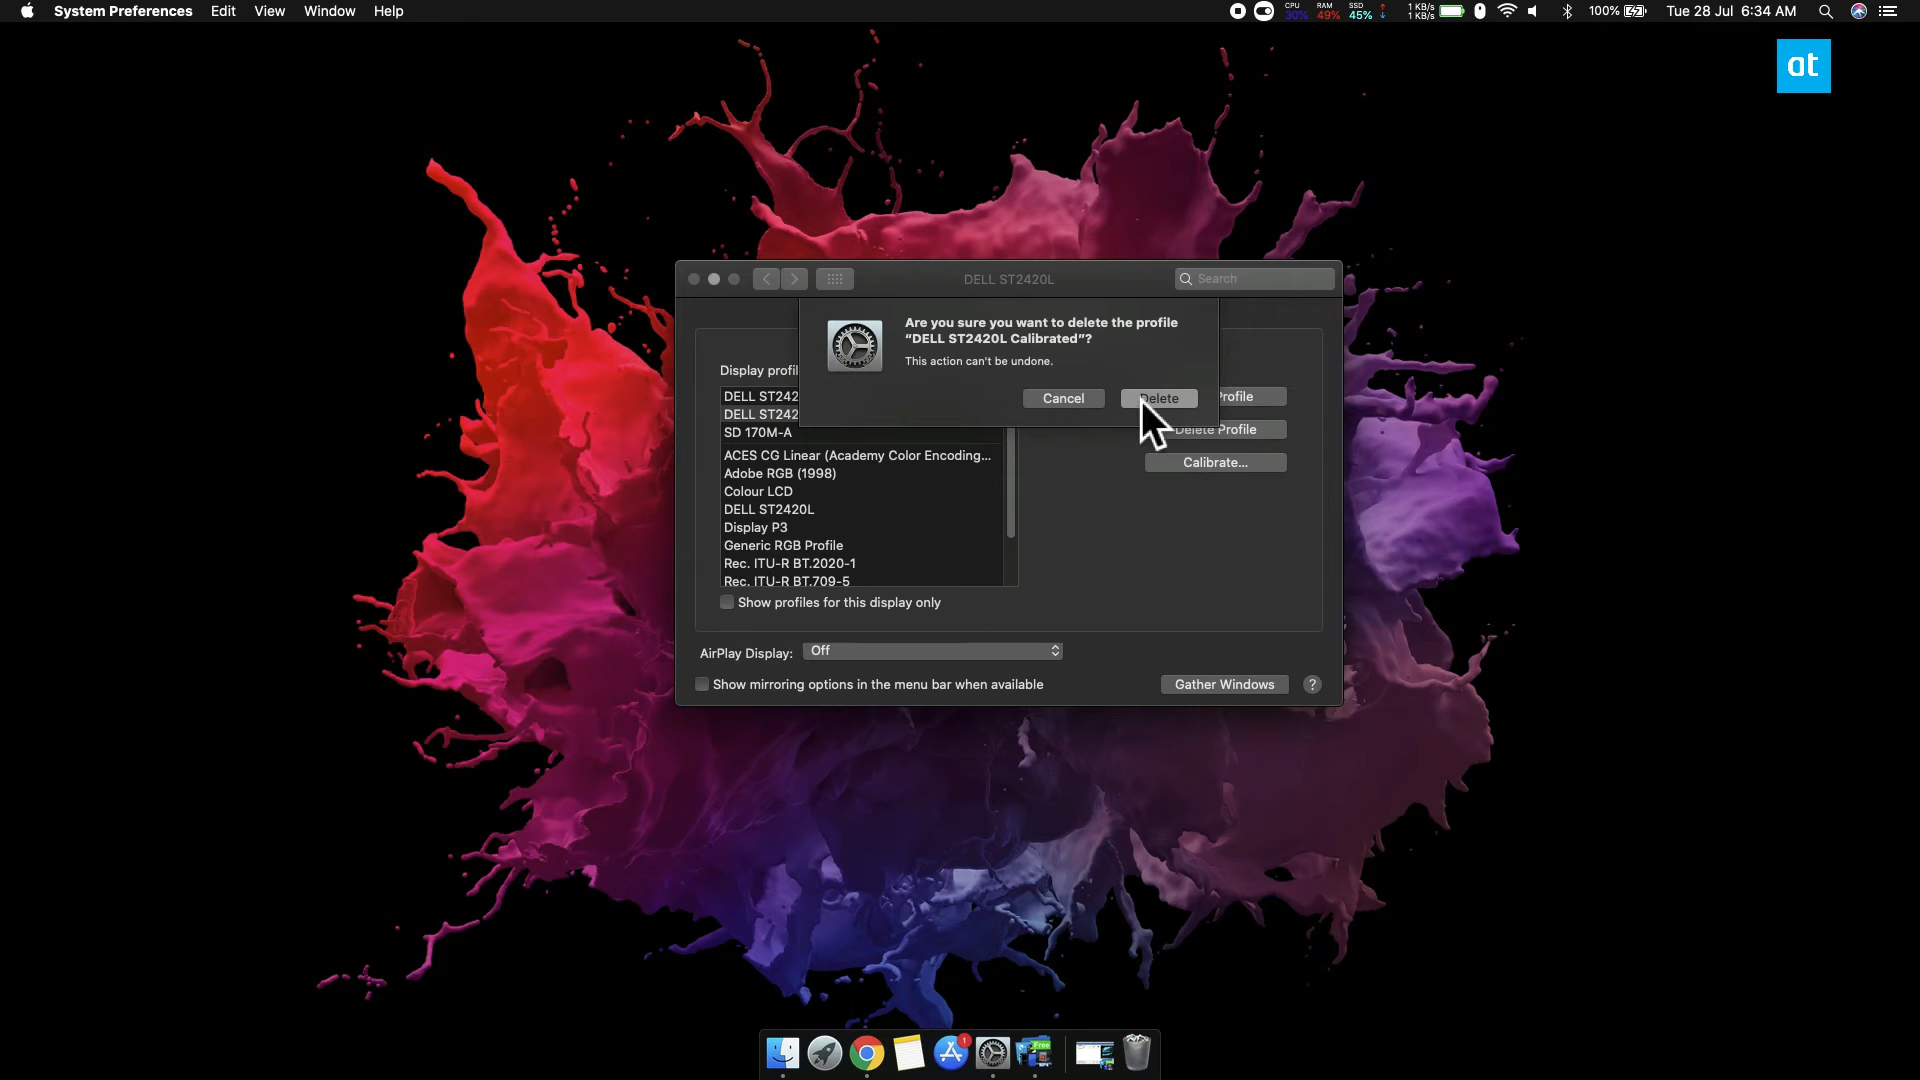 System Preferences Edit View Window Help
CPU 30% RAM 49% SSD 45% 1 KB/s 1 KB/s 100% Tue 28 Jul 6:34 AM
at
DELL ST2420L
Search
Are you sure you want to delete the profile
“DELL ST2420L Calibrated”?
This action can't be undone.
Cancel
Delete
Display profil
DELL ST242
DELL ST242
SD 170M-A
ACES CG Linear (Academy Color Encoding...
Adobe RGB (1998)
Colour LCD
DELL ST2420L
Display P3
Generic RGB Profile
Rec. ITU-R BT.2020-1
Rec. ITU-R BT.709-5
Profile
Delete Profile
Calibrate...
Show profiles for this display only
AirPlay Display: Off
Show mirroring options in the menu bar when available
Gather Windows
?
1
Free